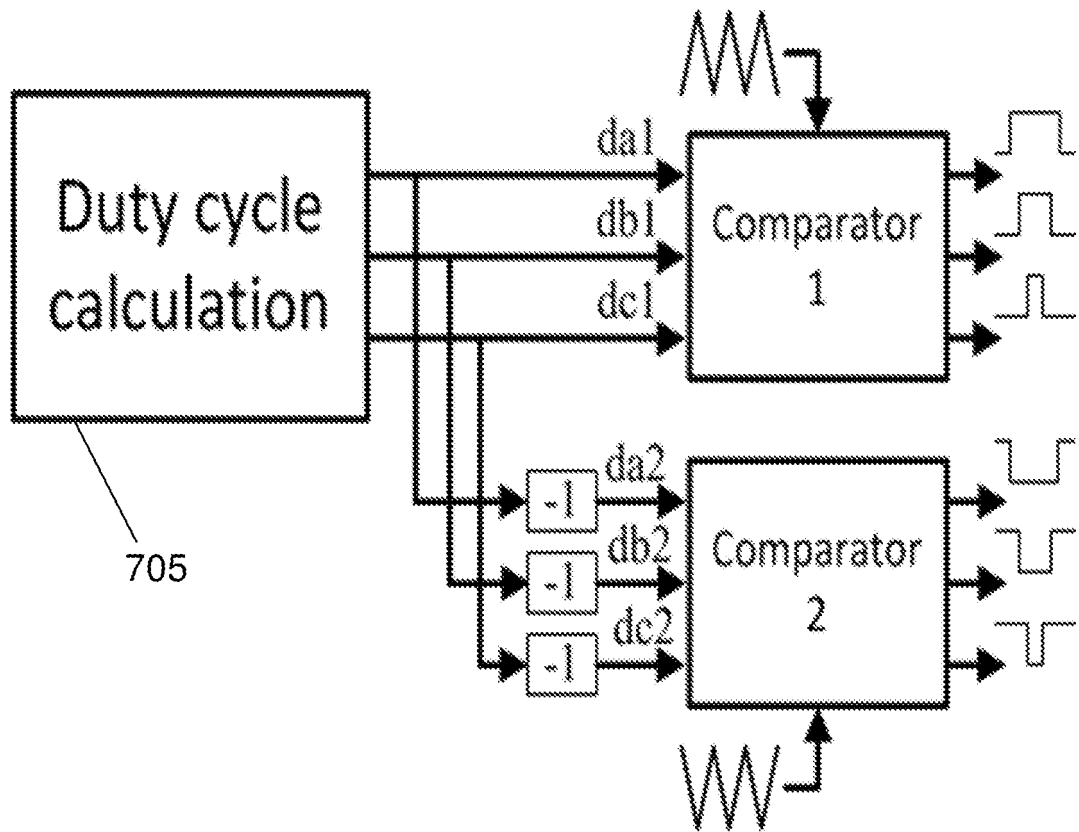 Duty cycle
calculation
705
da1
db1
dc1
Comparator
1
-1
-1
-1
da2
db2
dc2
Comparator
2